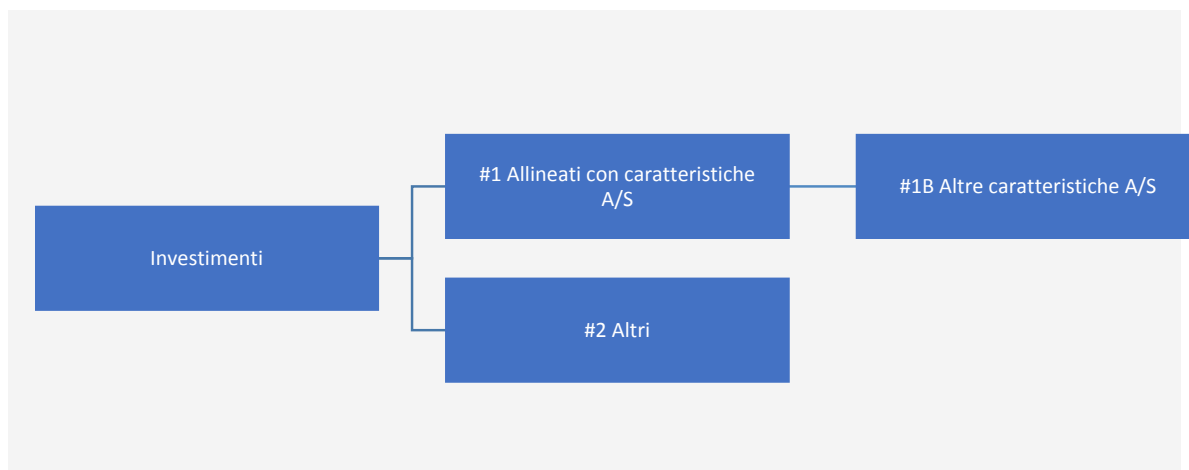 #1 Allineati con caratteristiche
A/S
#1B Altre caratteristiche A/S
Investimenti
#2 Altri